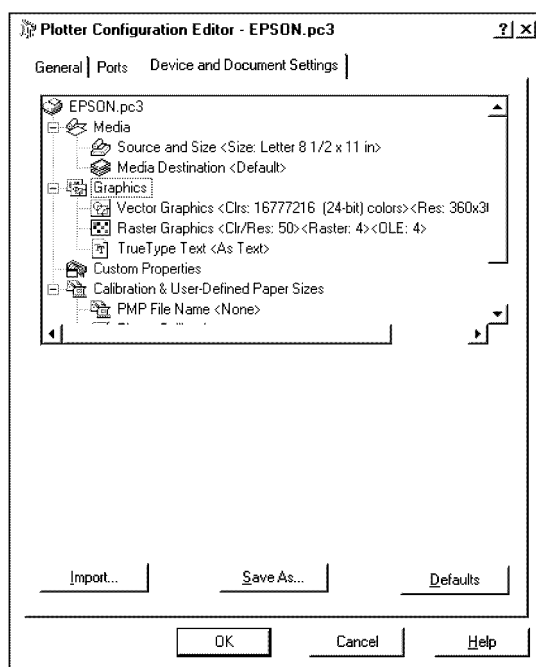 Plotter Configuration Editor - EPSON.pc3
General Ports Device and Document Settings
EPSON.pc3
Media
Source and Size <Size: Letter 8 1/2 x 11 in>
Media Destination <Default>
Graphics
Vector Graphics <Clrs: 16777216 (24-bit) colors><Res: 360x3
Raster Graphics <Clr/Res: 50><Raster: 4><OLE: 4>
TrueType Text <As Text>
Custom Properties
Calibration & User-Defined Paper Sizes
PMP File Name <None>
Import... Save As... Defaults
OK Cancel Help